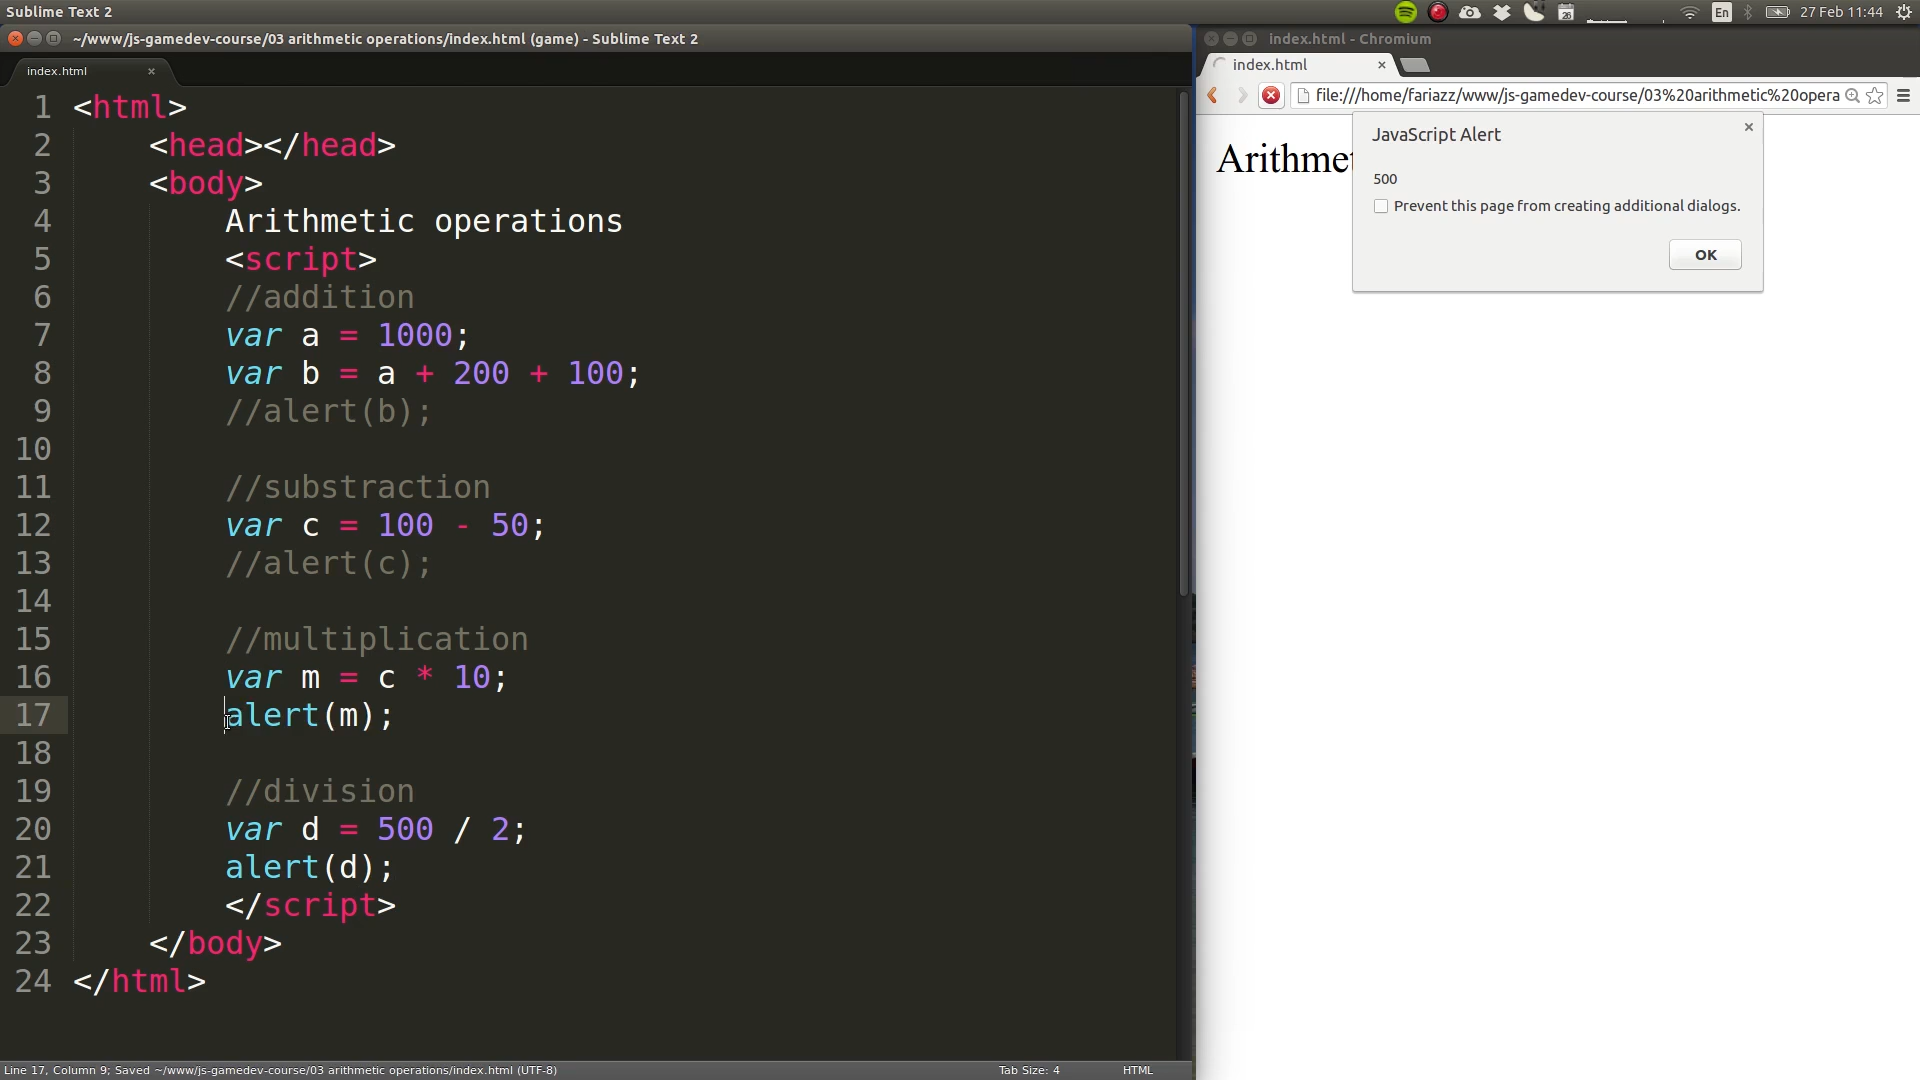 Sublime Text 2
En
27 Feb 11:44
~/www/js-gamedev-course/03 arithmetic operations/index.html (game) - Sublime Text 2
index.html
1 <html>
2 <head></head>
3 <body>
4 Arithmetic operations
5 <script>
6 //addition
7 var a = 1000;
8 var b = a + 200 + 100;
9 //alert(b);
10
11 //substraction
12 var c = 100 - 50;
13 //alert(c);
14
15 //multiplication
16 var m = c * 10;
17 alert(m);
18
19 //division
20 var d = 500 / 2;
21 alert(d);
22 </script>
23 </body>
24 </html>
Line 17, Column 9; Saved ~/www/js-gamedev-course/03 arithmetic operations/index.html (UTF-8)
Tab Size: 4
HTML
index.html - Chromium
index.html
file:///home/fariazz/www/js-gamedev-course/03%20arithmetic%20opera
Arithmet
JavaScript Alert
500
Prevent this page from creating additional dialogs.
OK